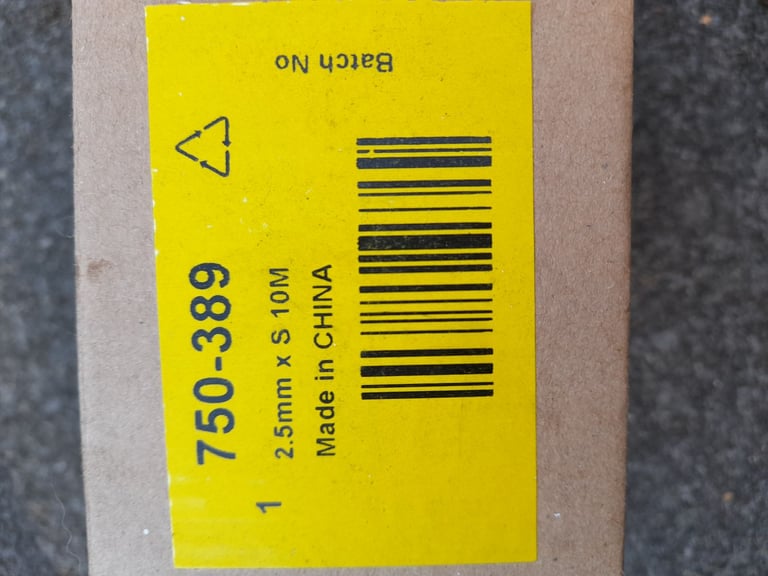 750-389
2.5mm x S 10M
Made in CHINA
1
Batch No